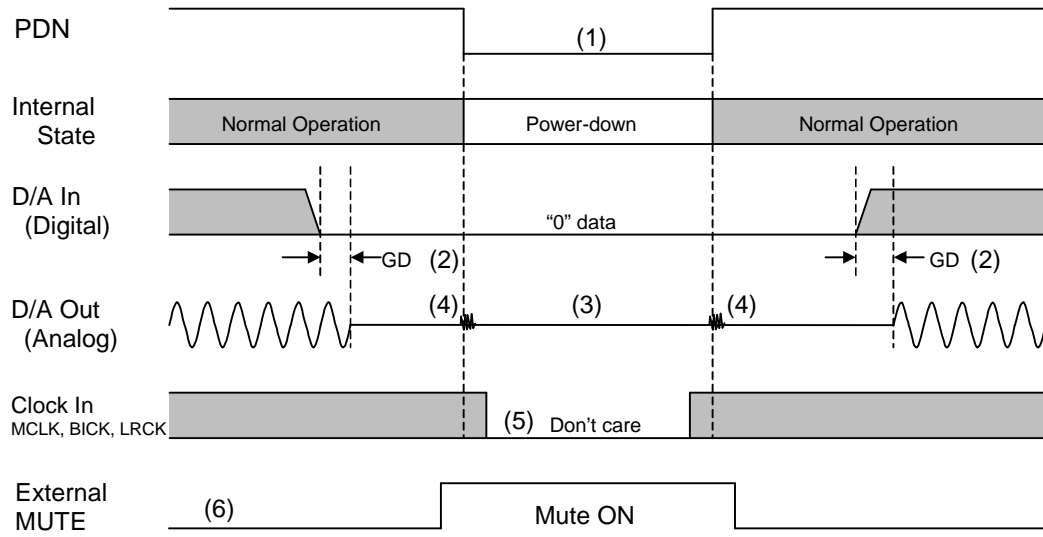 PDN
(1)
Internal
State
Normal Operation
Power-down
Normal Operation
D/A In
(Digital)
“0” data
GD (2)
GD (2)
D/A Out
(Analog)
(4)
(3)
(4)
Clock In
MCLK, BICK, LRCK
(5) Don’t care
External
MUTE
(6)
Mute ON